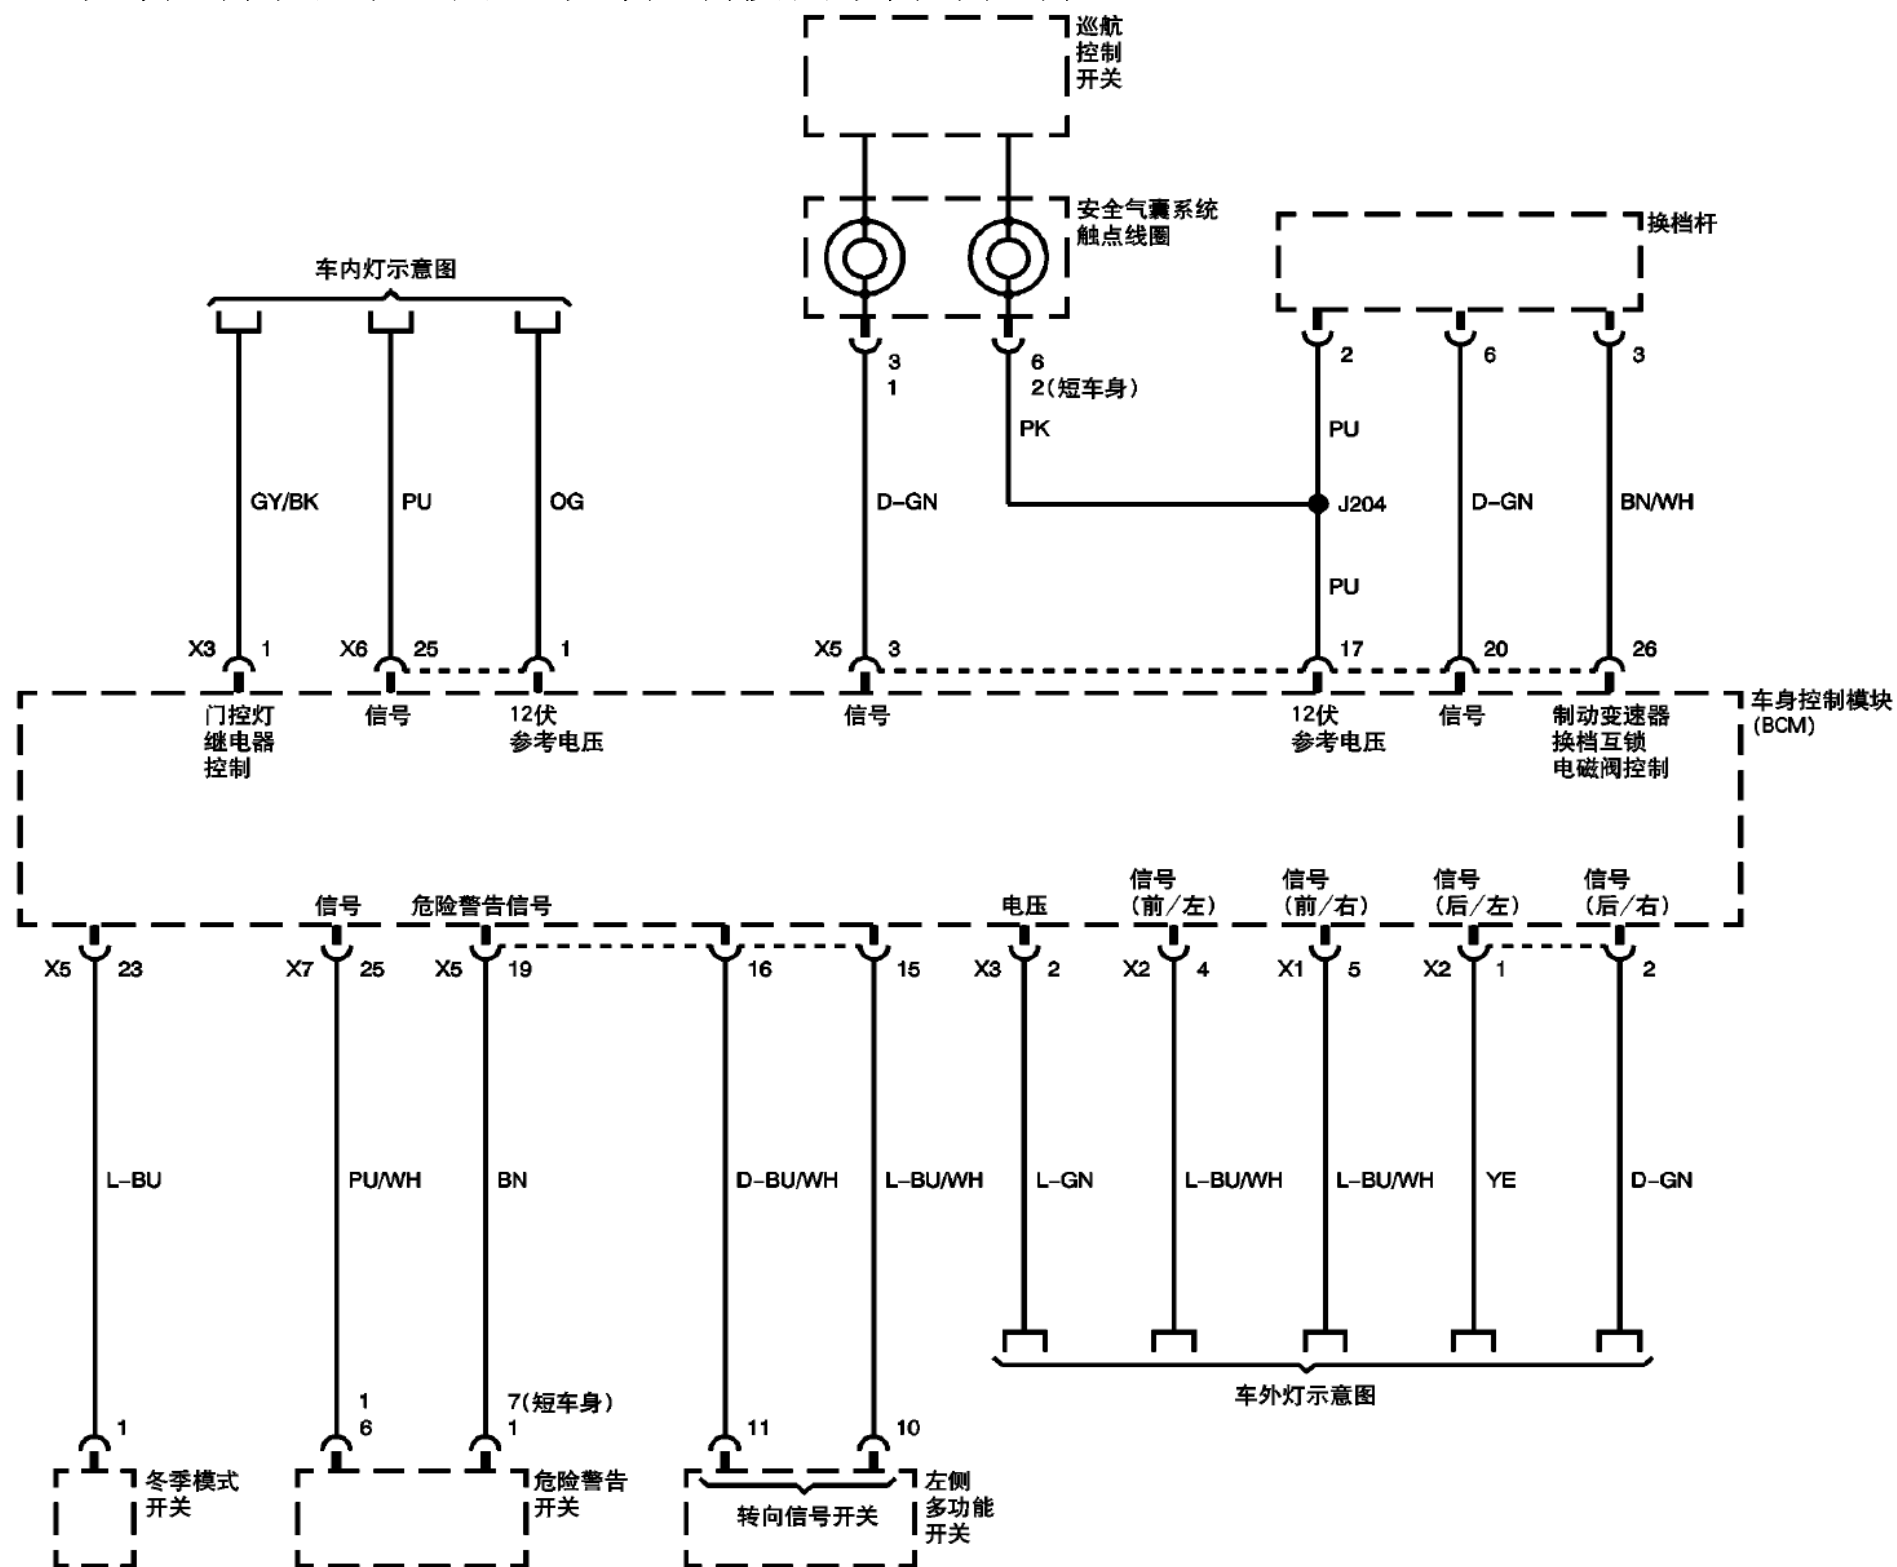 巡航
控制
开关
安全气囊系统
触点线圈
换档杆
车内灯示意图
3
1
6
2(短车身)
2
6
3
PK
PU
GY/BK
PU
OG
D-GN
J204
D-GN
BN/WH
PU
X3 1
X6 25
1
X5 3
17
20
26
车身控制模块
(BCM)
门控灯
继电器
控制
信号
12伏
参考电压
信号
12伏
参考电压
信号
制动变速器
换档互锁
电磁阀控制
信号
危险警告信号
电压
信号
(前/左)
信号
(前/右)
信号
(后/左)
信号
(后/右)
X5 23
X7 25
X5 19
16
15
X3 2
X2 4
X1 5
X2 1
2
L-BU
PU/WH
BN
D-BU/WH
L-BU/WH
L-GN
L-BU/WH
L-BU/WH
YE
D-GN
车外灯示意图
1
1
6
7(短车身)
1
11
10
冬季模式
开关
危险警告
开关
转向信号开关
左侧
多功能
开关